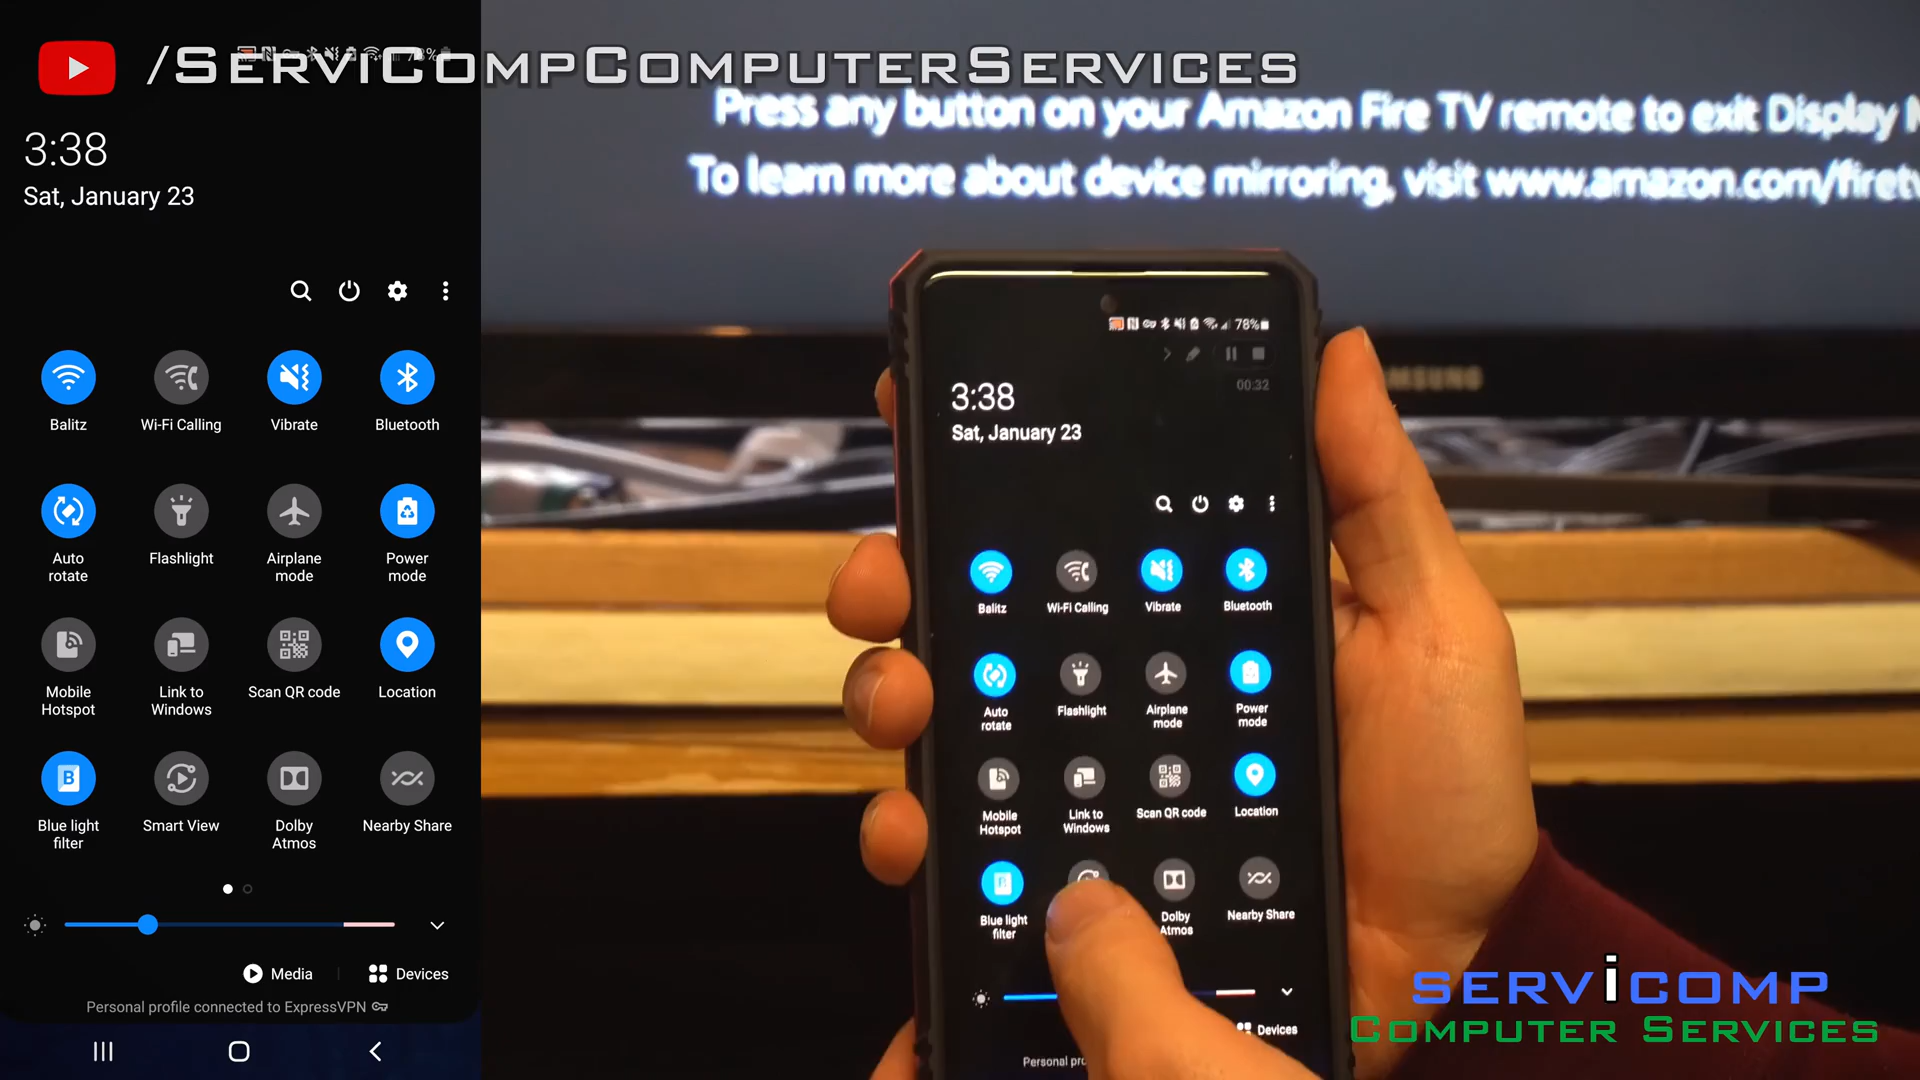 /ServiCompComputerServices
3:38
Sat, January 23
Balitz
Wi-Fi Calling
Vibrate
Bluetooth
Auto
rotate
Flashlight
Airplane
mode
Power
mode
Mobile
Hotspot
Link to
Windows
Scan QR code
Location
B
Blue light
filter
Smart View
Dolby
Atmos
Nearby Share
Media
Devices
Personal profile connected to ExpressVPN
Press any button on your Amazon Fire TV remote to exit Display
To learn more about device mirroring, visit www.amazon.com/firetv
78%
00:32
3:38
Sat, January 23
Balitz
Wi-Fi Calling
Vibrate
Bluetooth
Auto
rotate
Flashlight
Airplane
mode
Power
mode
Mobile
Hotspot
Link to
Windows
Scan QR code
Location
Blue light
filter
Dolby
Atmos
Nearby Share
Devices
Personal
SERViCOMP
Computer Services